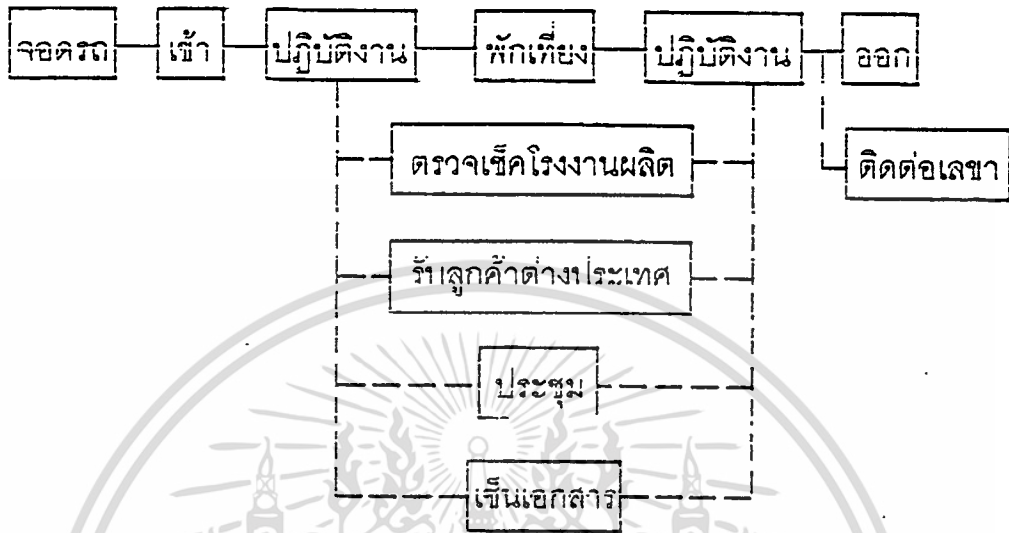 จอดรถ เข้า ปฏิบัติงาน พักเที่ยง ปฏิบัติงาน ออก
ตรวจเช็คโรงงานผลิต ติดต่อเลขา
รับลูกค้าต่างประเทศ
ประชุม
เซ็นเอกสาร